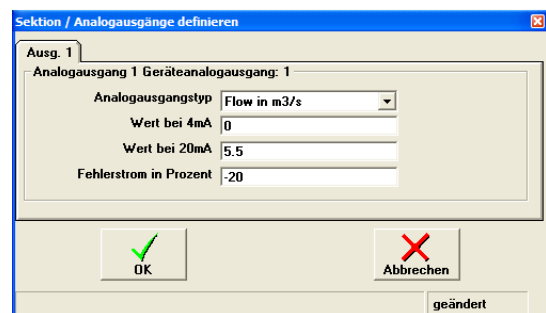 Sektion / Analogausgänge definieren
Ausg. 1
Analogausgang 1 Geräteanalogausgang: 1
Analogausgangstyp Flow in m3/s
Wert bei 4mA 0
Wert bei 20mA 5.5
Fehlerstrom in Prozent -20
OK Abbrechen
geändert